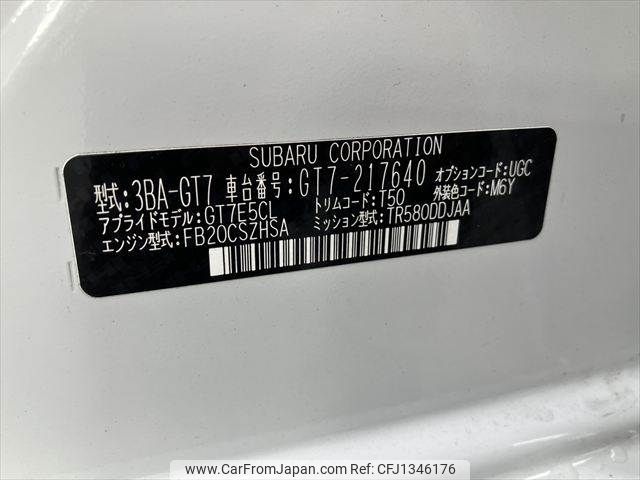 SUBARU CORPORATION
型式:3BA-GT7 車台番号:GT7-217640 オプションコード:UGC
アプライドモデル:GT7E5CL トリムコード:T50 外装色コード:M6Y
エンジン型式:FB20CSZHSA ミッション型式:TR580DDJAA
www.CarFromJapan.com - ID: CFJ1346176